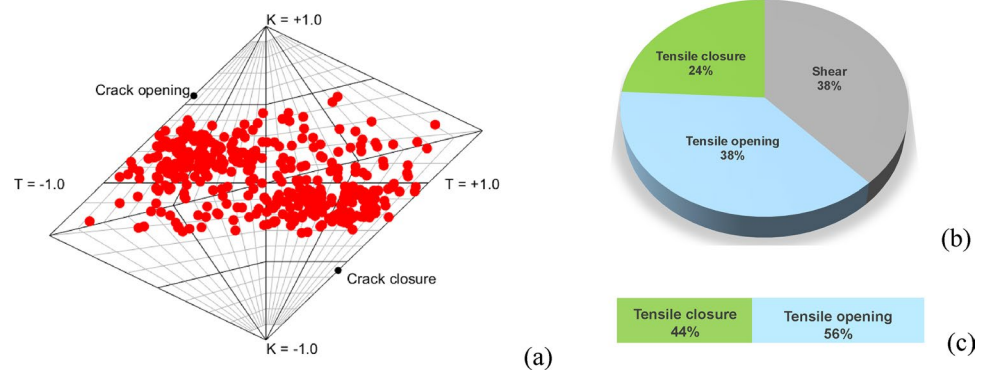 K = +1.0
Crack opening
T = -1.0
T = +1.0
Crack closure
K = -1.0
(a)
Tensile closure
24%
Shear
38%
Tensile opening
38%
(b)
Tensile closure
44%
Tensile opening
56%
(c)